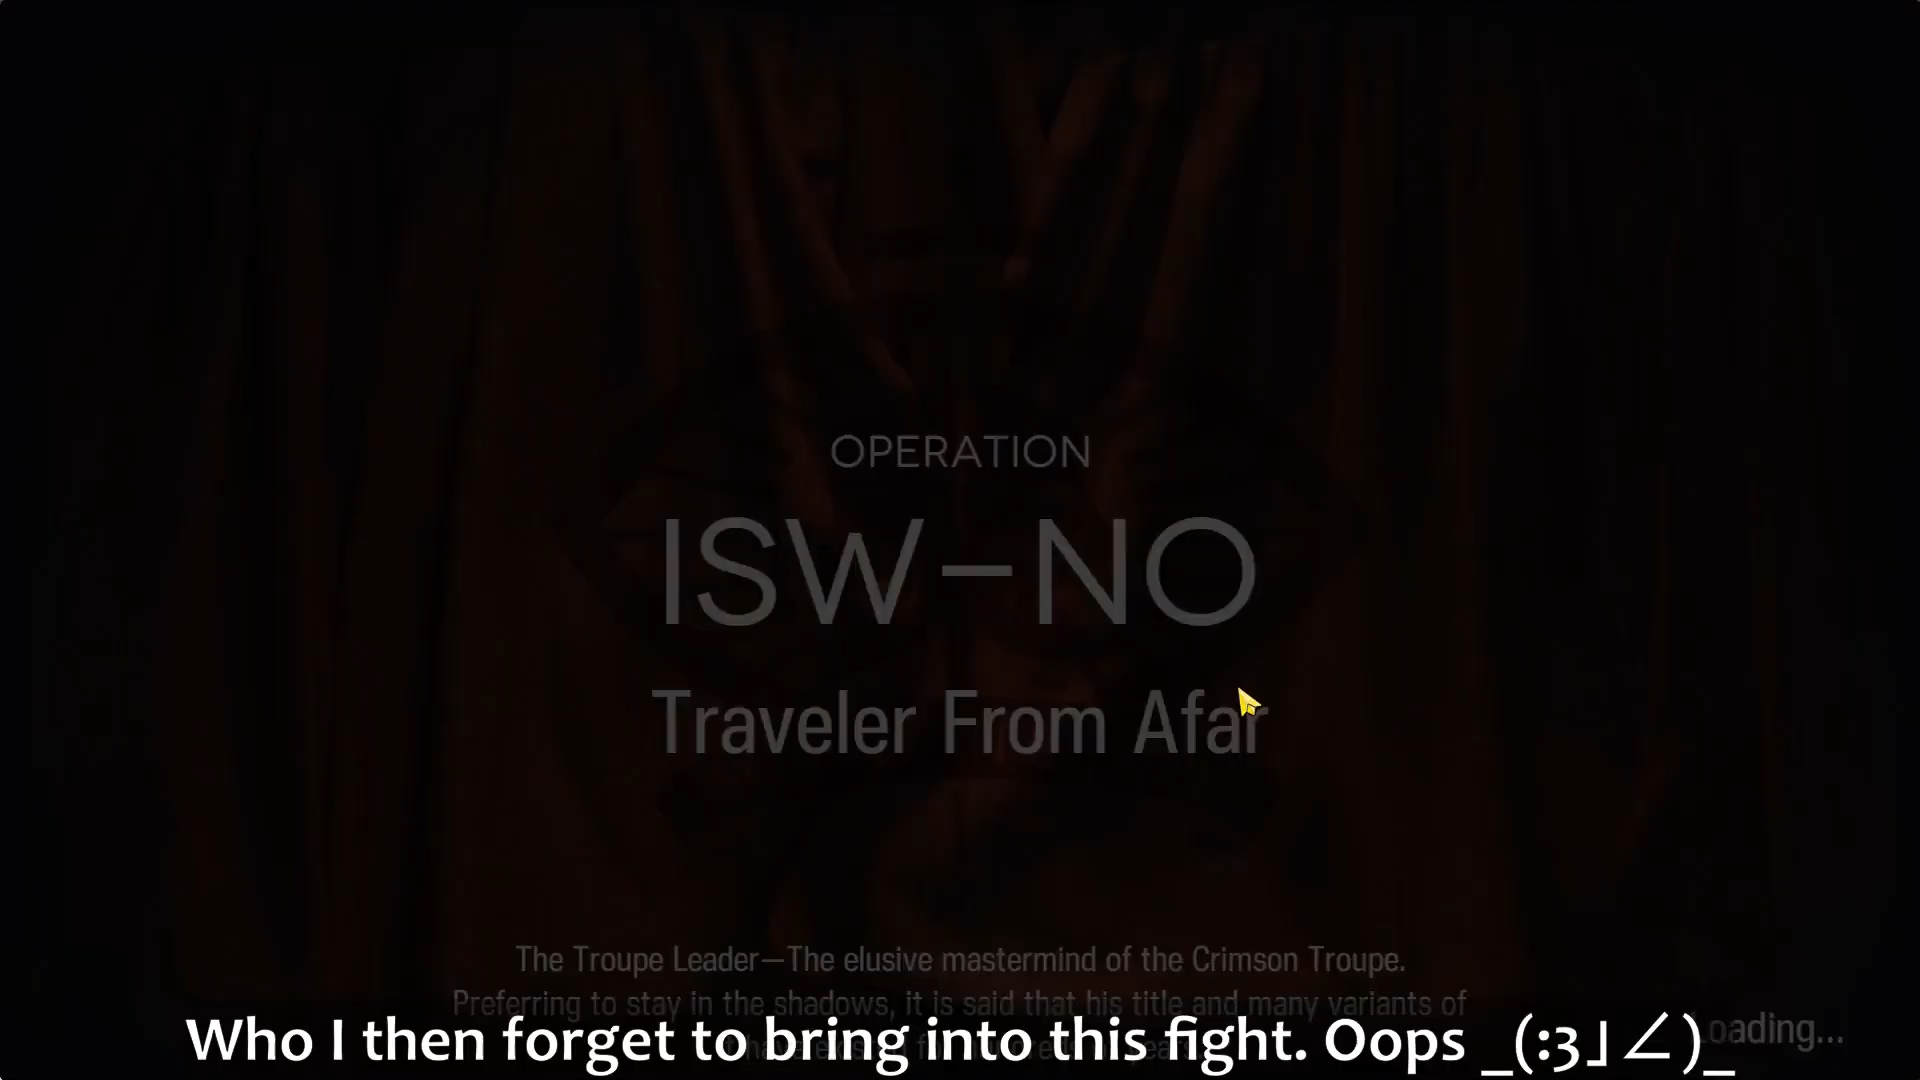 OPERATION
ISW-NO
Traveler From Afar
The Troupe Leader—The elusive mastermind of the Crimson Troupe.
Preferring to stay in the shadows, it is said that his title and many variants of
Who I then forget to bring into this fight. Oops _(:3」∠)_
Loading...